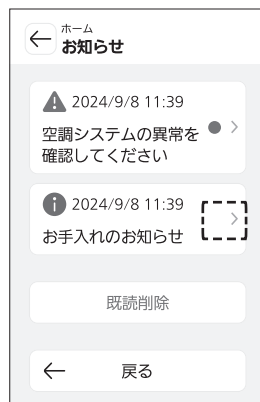 ホーム
お知らせ
2024/9/8 11:39
空調システムの異常を
確認してください
2024/9/8 11:39
お手入れのお知らせ
既読削除
戻る